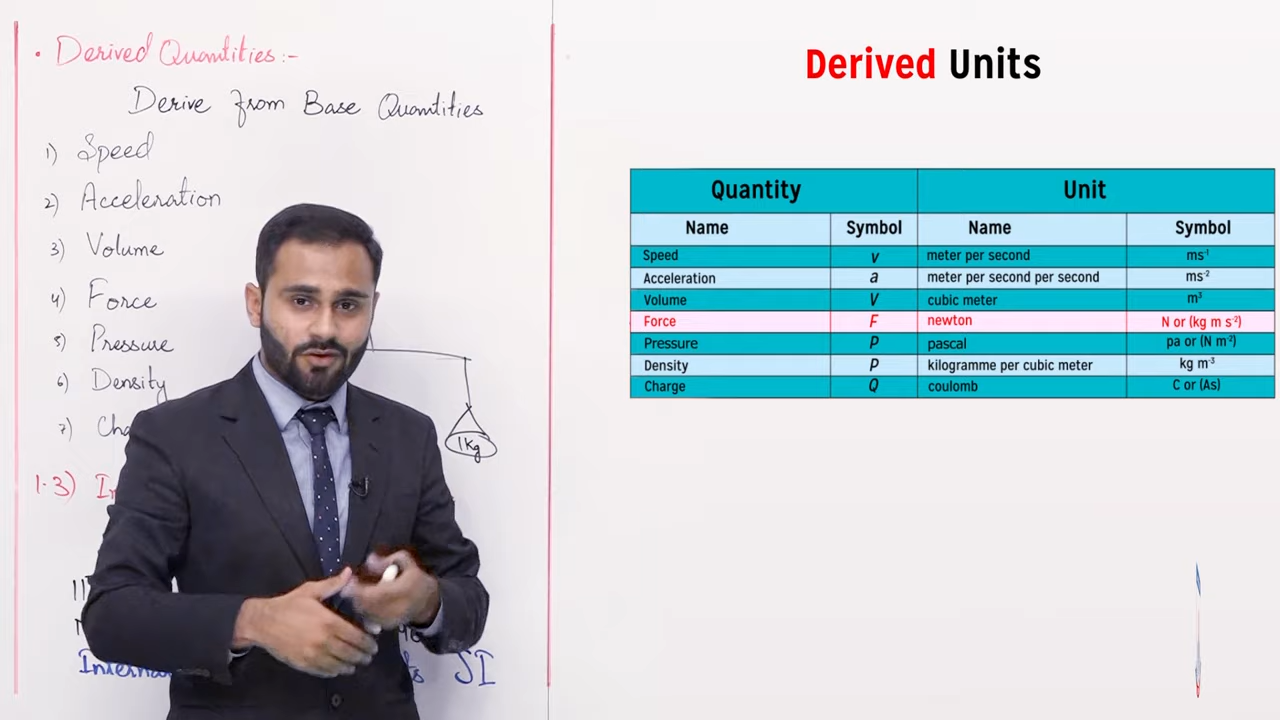 • Derived Quantities:-
Derive from Base Quantities
1) Speed
2) Acceleration
3) Volume
4) Force
5) Pressure
6) Density
7)
1 Kg
1.3)
SI
Derived Units
Quantity Unit
Name Symbol Name Symbol
Speed v meter per second ms⁻¹
Acceleration a meter per second per second ms⁻²
Volume V cubic meter m³
Force F newton N or (kg m s⁻²)
Pressure P pascal pa or (N m⁻²)
Density P kilogramme per cubic meter kg m⁻³
Charge Q coulomb C or (As)